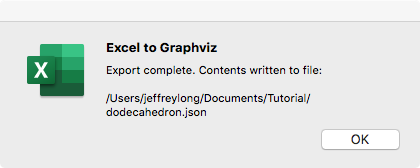 Excel to Graphviz
Export complete. Contents written to file:
/Users/jeffreylong/Documents/Tutorial/
dodecahedron.json
X
OK